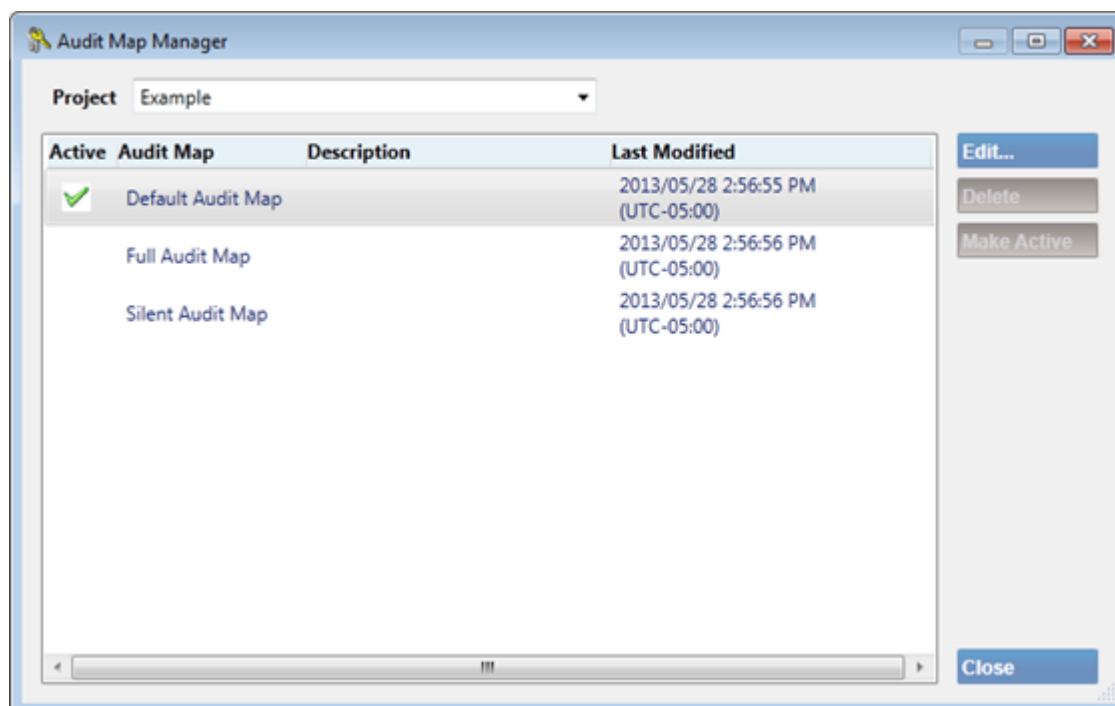 Audit Map Manager
Project Example
Active Audit Map Description Last Modified
Edit...
Default Audit Map 2013/05/28 2:56:55 PM
(UTC-05:00)
Delete
Full Audit Map 2013/05/28 2:56:56 PM
(UTC-05:00)
Make Active
Silent Audit Map 2013/05/28 2:56:56 PM
(UTC-05:00)
Close